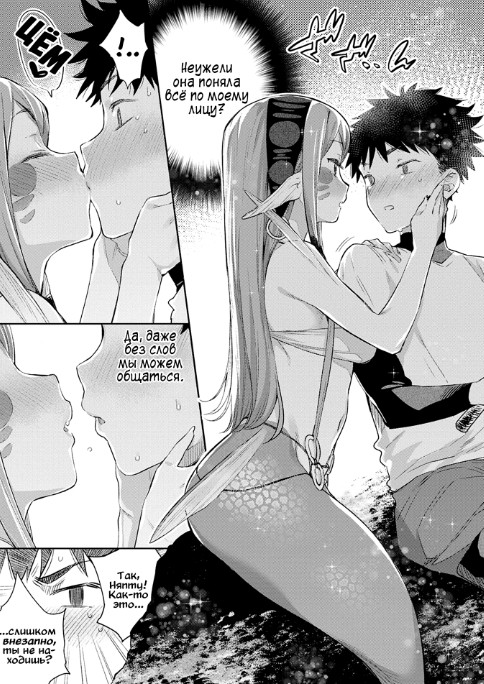 Неужели
она поняла
всё по моему
лицу?
!..
ЦЁМ
Да, даже
без слов
мы можем
общаться.
Так,
Няпту!
Как-то
это...
...слишком
внезапно,
ты не на-
ходишь?